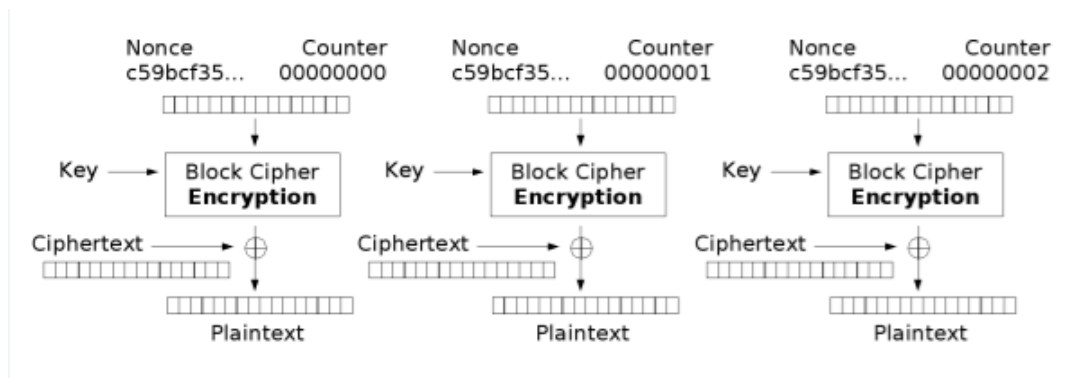 Nonce Counter Nonce Counter Nonce Counter
c59bcf35... 00000000 c59bcf35... 00000001 c59bcf35... 00000002
Key Block Cipher Key Block Cipher Key Block Cipher
Encryption Encryption Encryption
Ciphertext Ciphertext Ciphertext
Plaintext Plaintext Plaintext